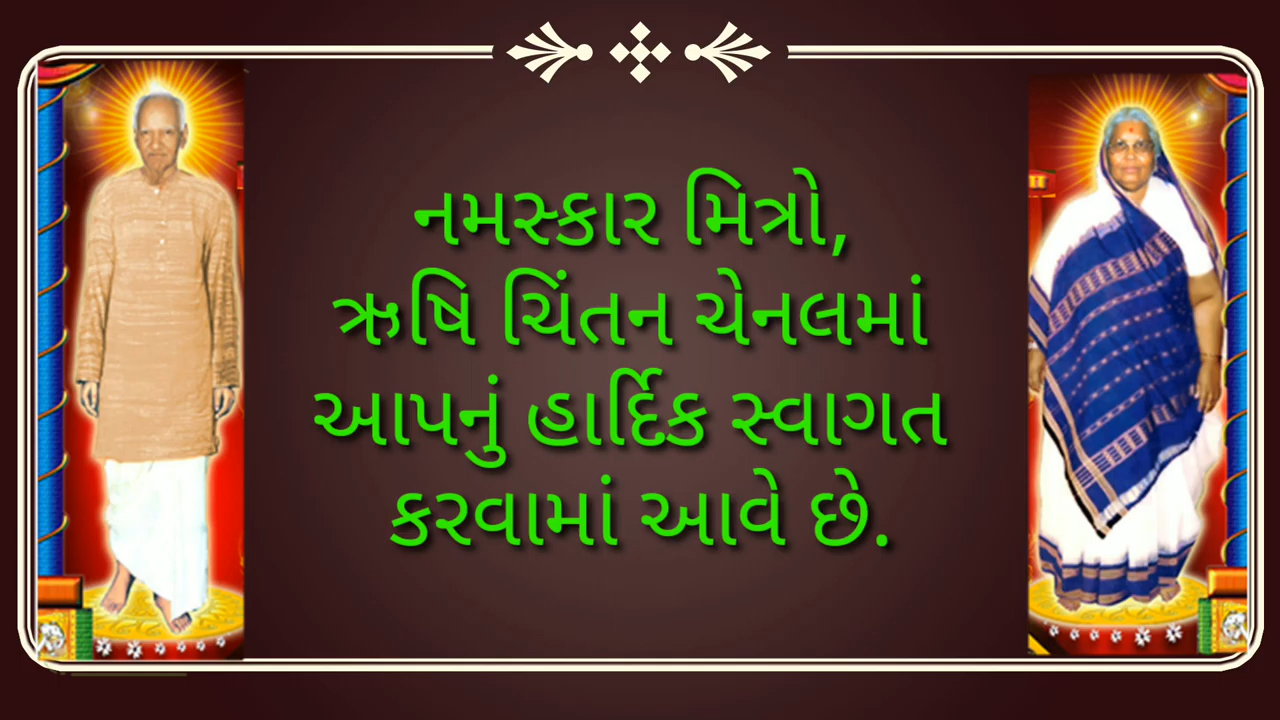 નમસ્કાર મિત્રો,
ઋષિ ચિંતન ચેનલમાં
આપનું હાર્દિક સ્વાગત
કરવામાં આવે છે.